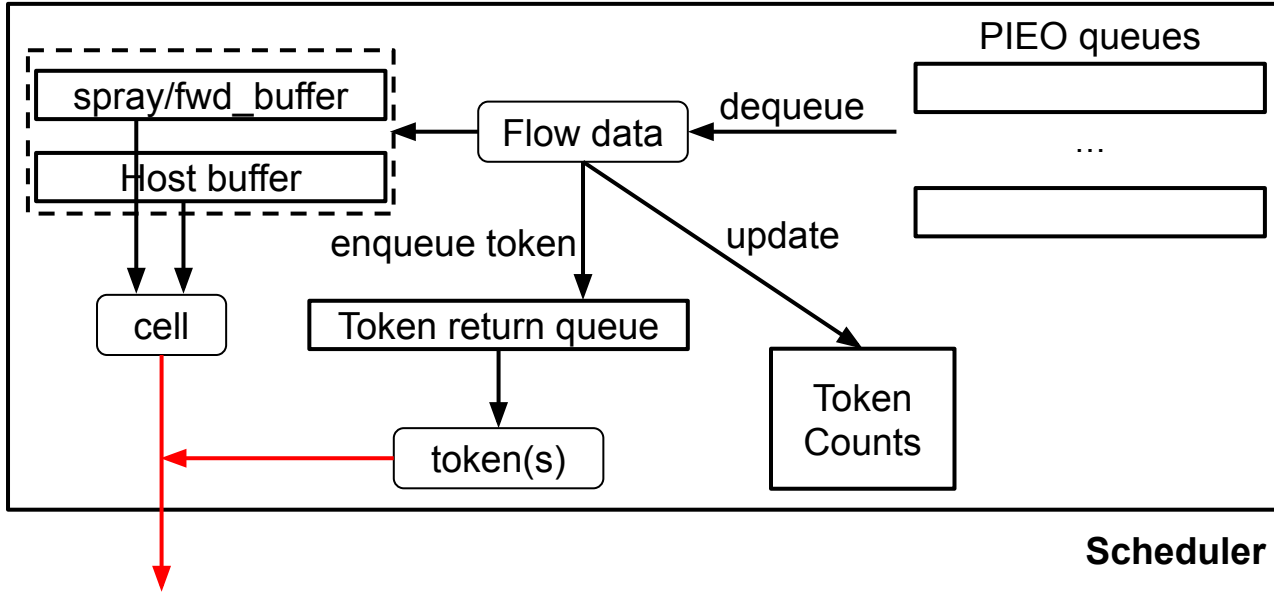 PIEO queues
spray/fwd_buffer
dequeue
Flow data
...
Host buffer
enqueue token
update
cell
Token return queue
Token
Counts
token(s)
Scheduler